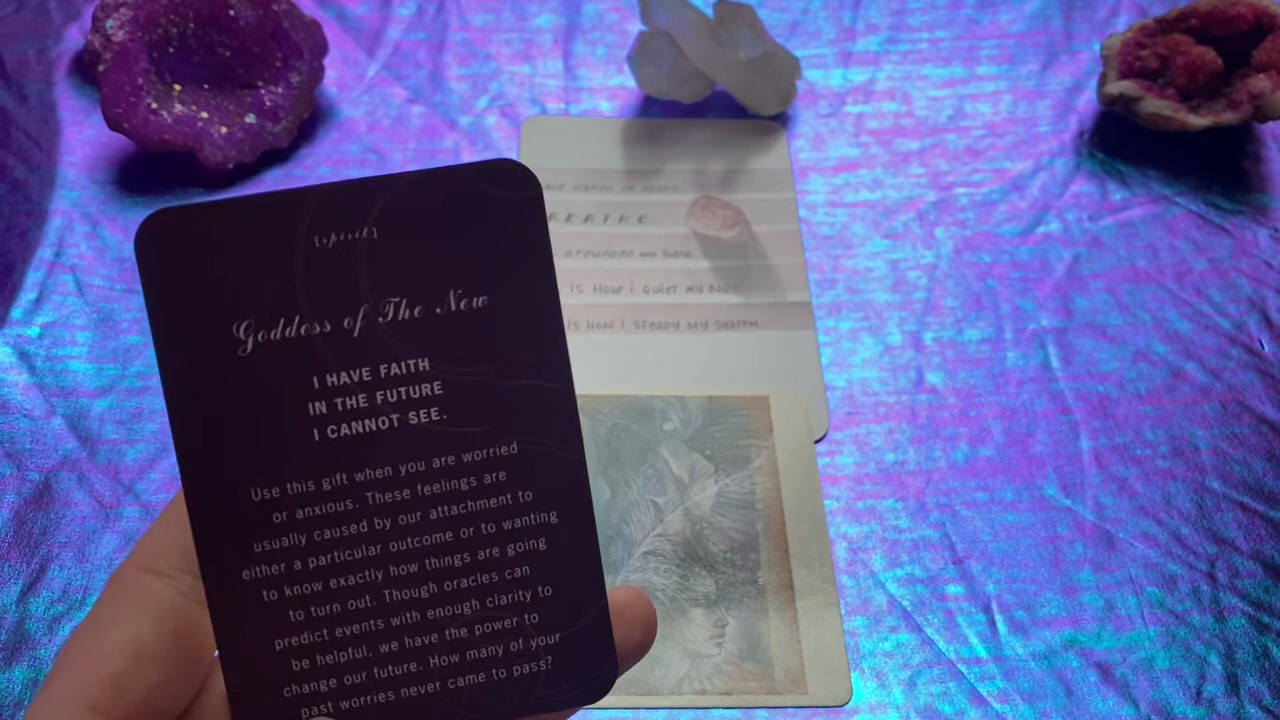 [spirit]
Goddess of The New
I HAVE FAITH
IN THE FUTURE
I CANNOT SEE.
Use this gift when you are worried
or anxious. These feelings are
usually caused by our attachment to
either a particular outcome or to wanting
to know exactly how things are going
to turn out. Though oracles can
predict events with enough clarity to
be helpful, we have the power to
change our future. How many of your
past worries never came to pass?
REATHE
GROUNDED AND
IS HOW I QUIET MY BODY
IS HOW I STEADY MY SYSTEM.